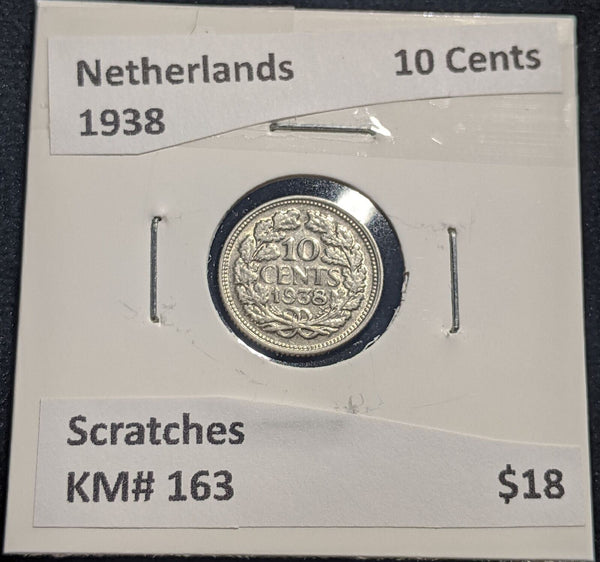 Netherlands 10 Cents
1938
10
CENTS
1938
Scratches
KM# 163 $18